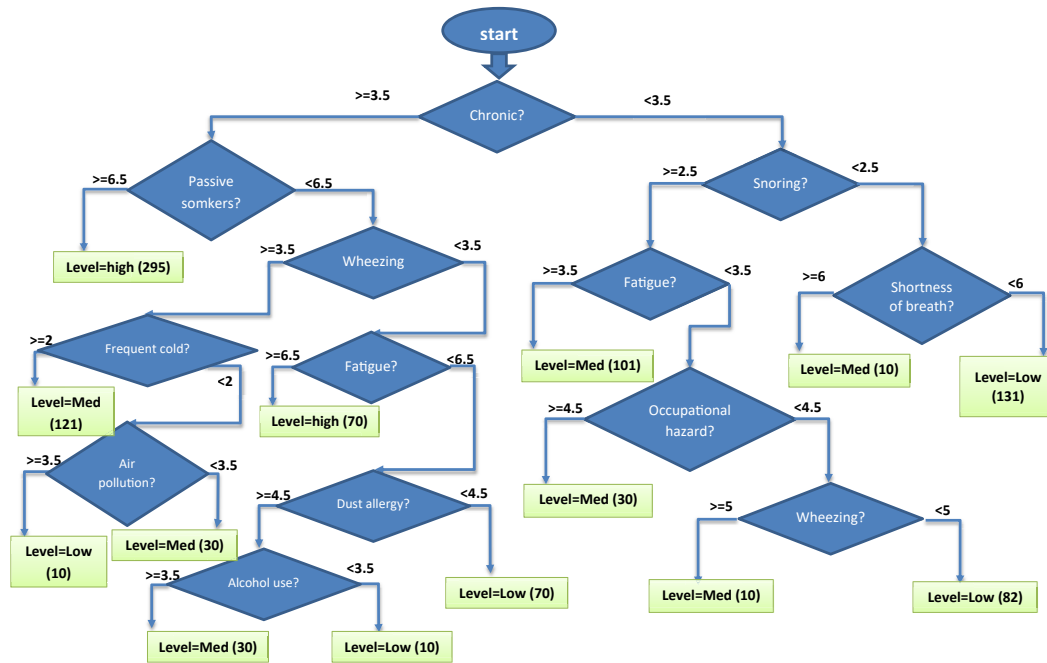 start
>=3.5
<3.5
Chronic?
>=6.5
Passive
somkers?
<6.5
>=2.5
Snoring?
<2.5
Level=high (295)
>=3.5
Wheezing
<3.5
>=3.5
Fatigue?
<3.5
>=6
Shortness
of breath?
<6
>=2
Frequent cold?
<2
>=6.5
Fatigue?
<6.5
Level=Med (101)
Level=Med (10)
Level=Low
(131)
Level=Med
(121)
Level=high (70)
>=4.5
Occupational
hazard?
<4.5
>=3.5
Air
pollution?
<3.5
>=4.5
Dust allergy?
<4.5
Level=Med (30)
>=5
Wheezing?
<5
Level=Low
(10)
Level=Med (30)
>=3.5
Alcohol use?
<3.5
Level=Low (70)
Level=Med (10)
Level=Low (82)
Level=Med (30)
Level=Low (10)